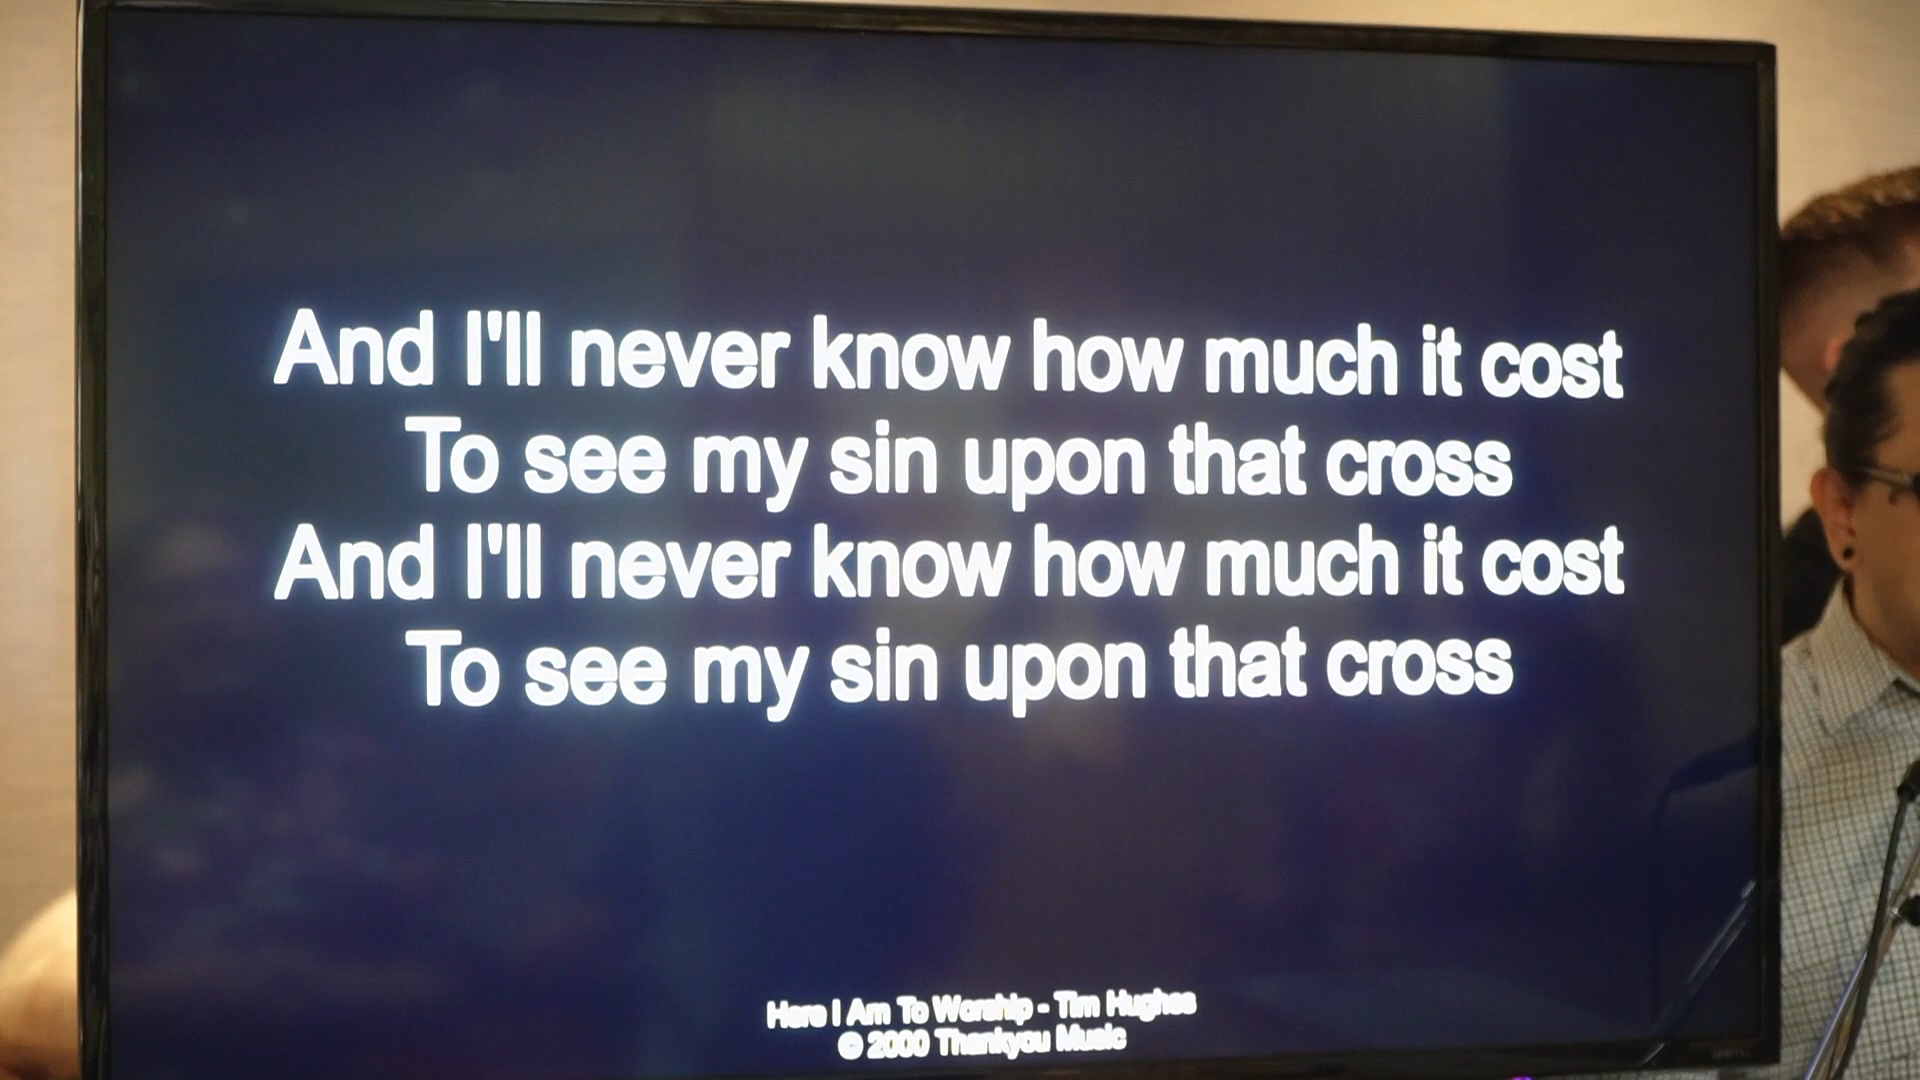 And I'll never know how much it cost
To see my sin upon that cross
And I'll never know how much it cost
To see my sin upon that cross
Here I Am To Worship - Tim Hughes
© 2000 Thankyou Music